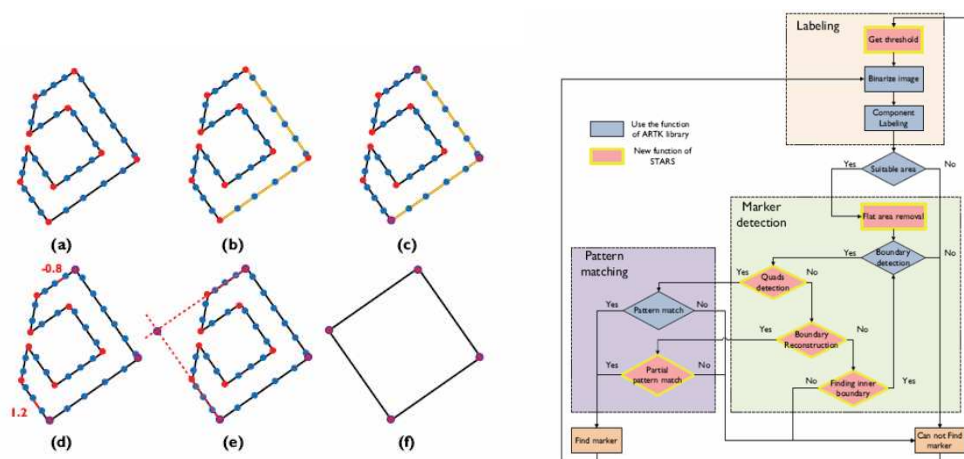 (a)
(b)
(c)
-0.8
1.2
(d)
(e)
(f)
Labeling
Get threshold
Binarize image
Component
Labeling
Use the function
of ARTK library
New function of
STARS
Yes
No
Suitable area
Marker
detection
Flat area removal
Yes
No
Boundary
detection
Pattern
matching
Yes
No
Quads
detection
Yes
No
Pattern match
Yes
No
Boundary
Reconstruction
Yes
No
Partial
pattern match
No
Yes
Finding inner
boundary
Find marker
Can not Find
marker